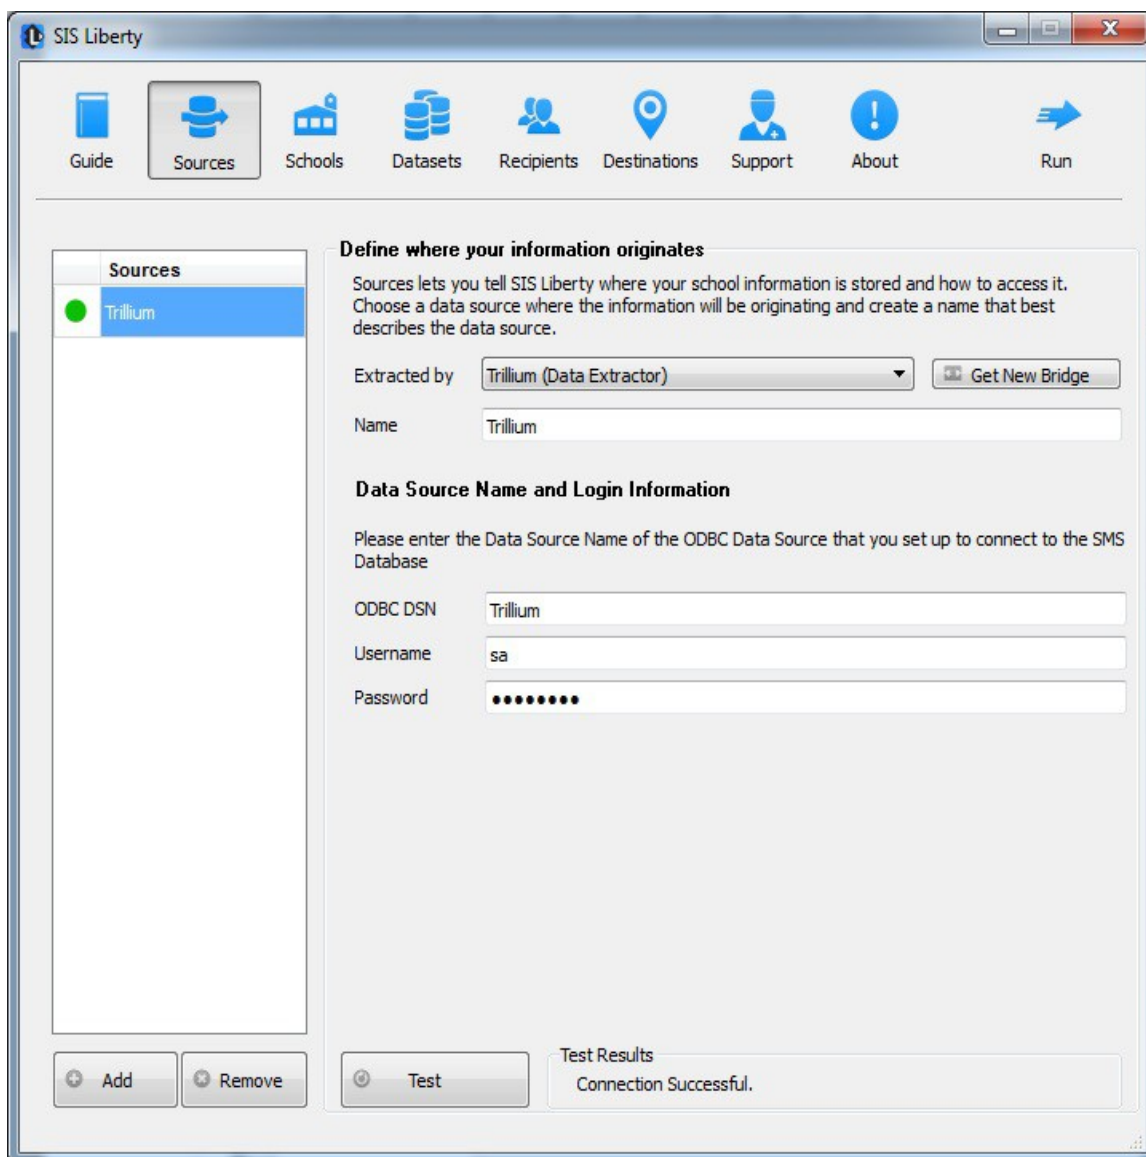 SIS Liberty
Guide
Sources
Schools
Datasets
Recipients
Destinations
Support
About
Run
Sources
Trillium
Define where your information originates
Sources lets you tell SIS Liberty where your school information is stored and how to access it.
Choose a data source where the information will be originating and create a name that best
describes the data source.
Extracted by
Trillium (Data Extractor)
Get New Bridge
Name
Trillium
Data Source Name and Login Information
Please enter the Data Source Name of the ODBC Data Source that you set up to connect to the SMS
Database
ODBC DSN
Trillium
Username
sa
Password
••••••••
Add
Remove
Test
Test Results
Connection Successful.